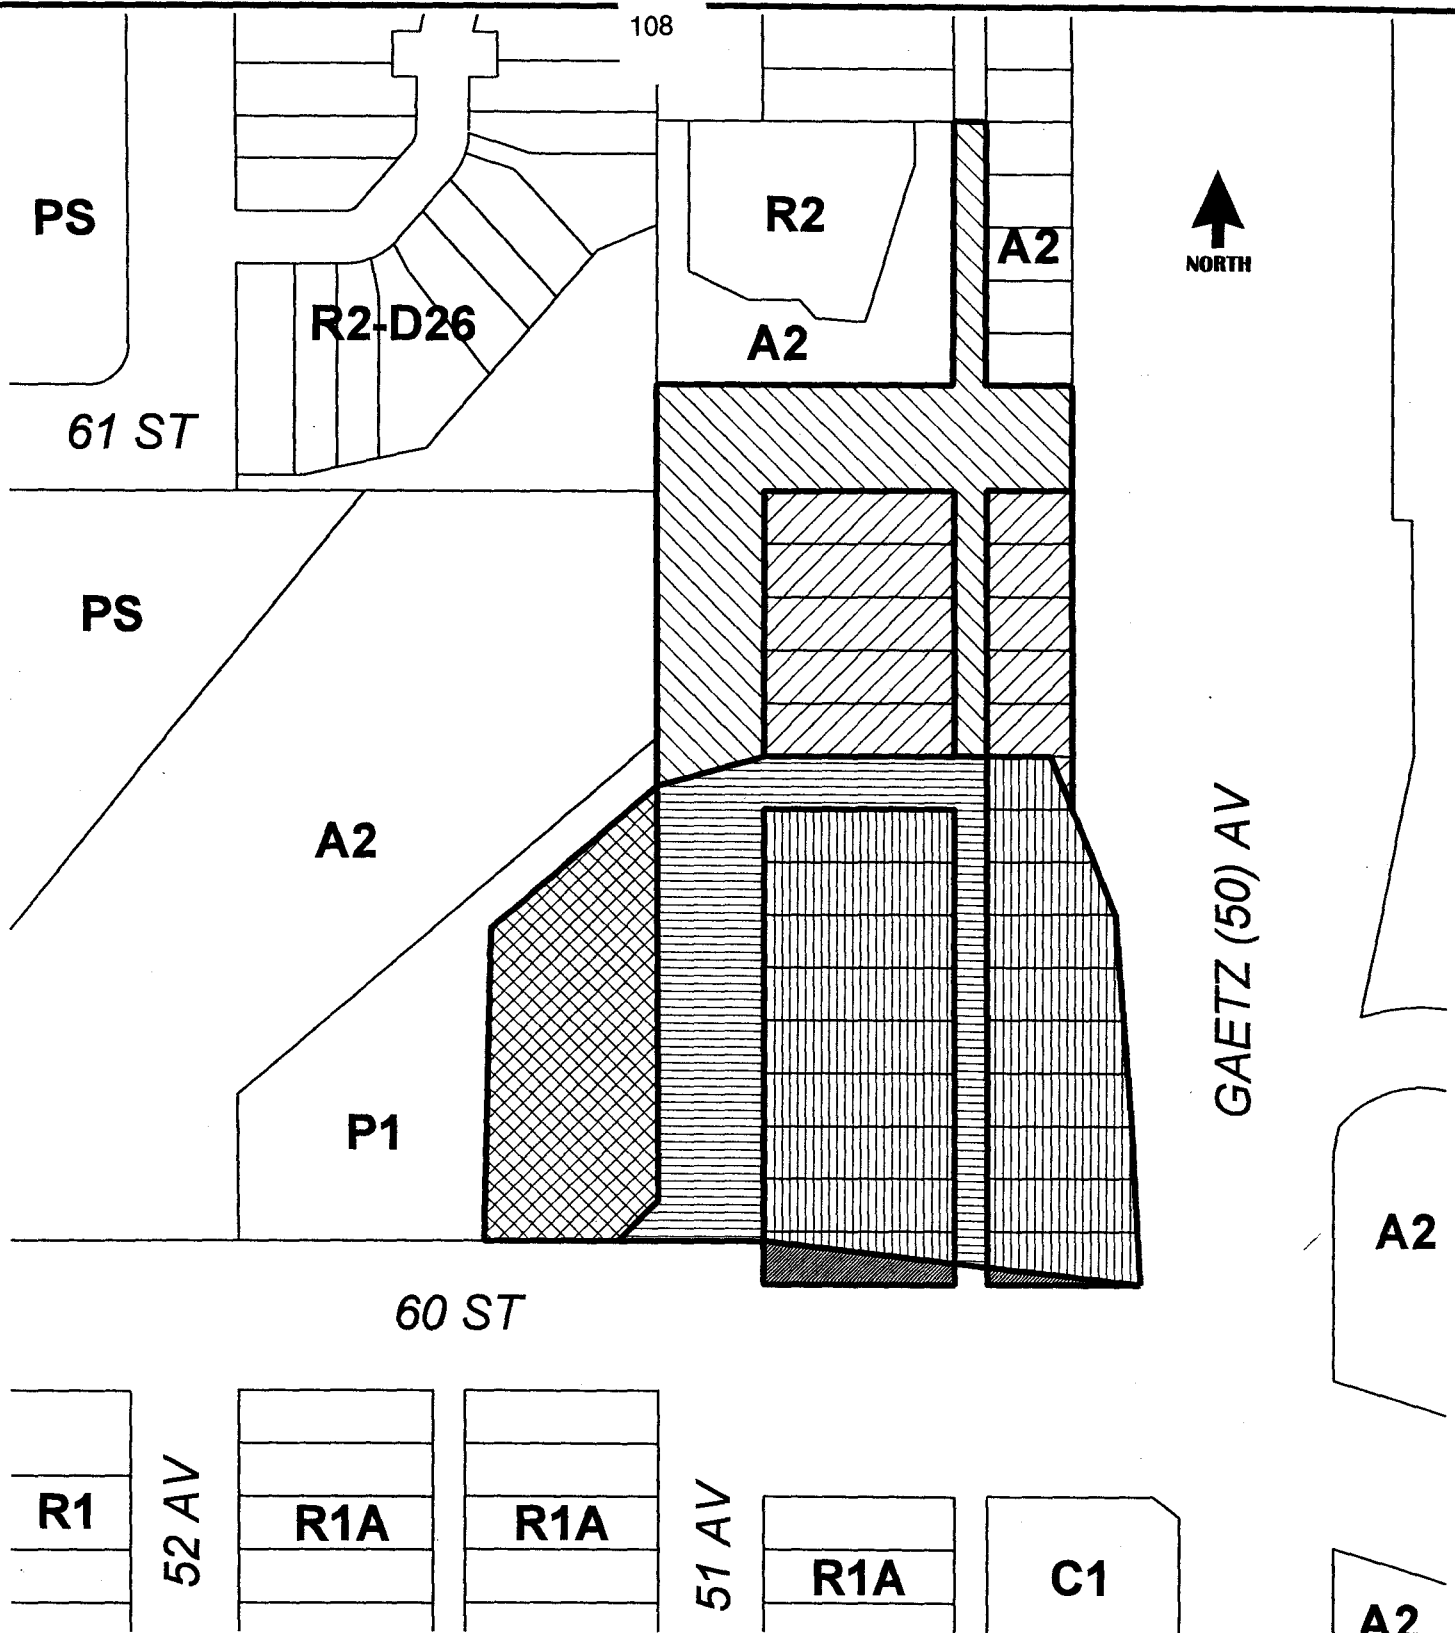 108
PS
R2
A2
NORTH
R2-D26
A2
61 ST
PS
A2
GAETZ (50) AV
P1
A2
60 ST
R1
52 AV
R1A
R1A
51 AV
R1A
C1
A2